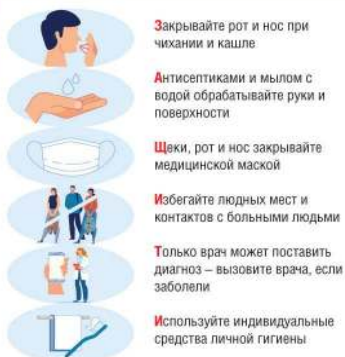 Закрывайте рот и нос при
чихании и кашле
Антисептиками и мылом с
водой обрабатывайте руки и
поверхности
Щеки, рот и нос закрывайте
медицинской маской
Избегайте людных мест и
контактов с больными людьми
Только врач может поставить
диагноз – вызовите врача, если
заболели
Используйте индивидуальные
средства личной гигиены